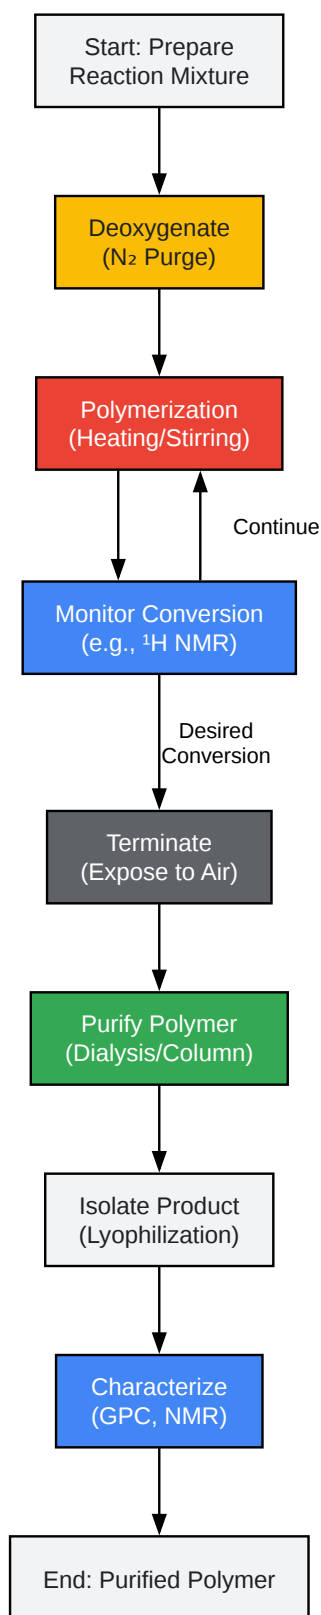 Start: Prepare
Reaction Mixture
Deoxygenate
(N₂ Purge)
Polymerization
(Heating/Stirring)
Continue
Monitor Conversion
(e.g., ¹H NMR)
Desired
Conversion
Terminate
(Expose to Air)
Purify Polymer
(Dialysis/Column)
Isolate Product
(Lyophilization)
Characterize
(GPC, NMR)
End: Purified Polymer